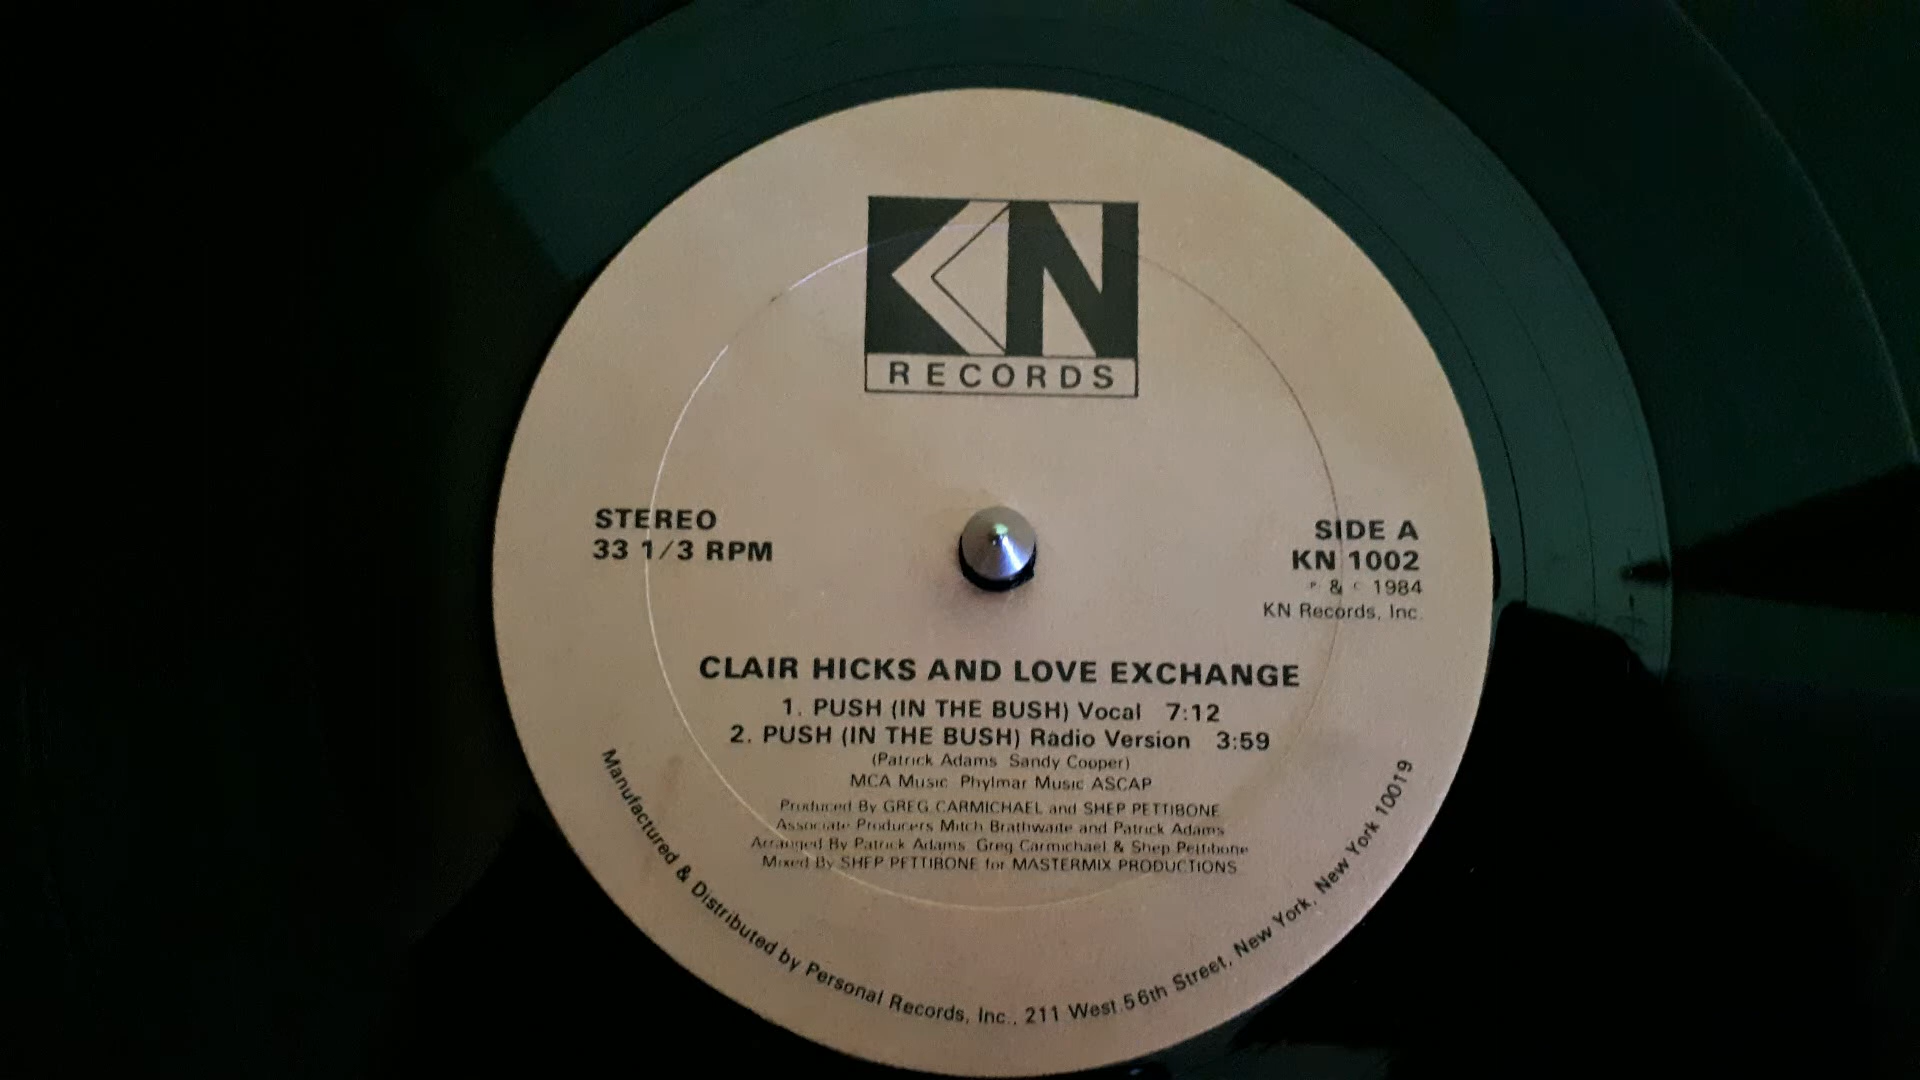 KN
RECORDS
STEREO
33 1/3 RPM
SIDE A
KN 1002
℗ & © 1984
KN Records, Inc.
CLAIR HICKS AND LOVE EXCHANGE
1. PUSH (IN THE BUSH) Vocal 7:12
2. PUSH (IN THE BUSH) Radio Version 3:59
(Patrick Adams Sandy Cooper)
MCA Music Phylmar Music ASCAP
Produced By GREG CARMICHAEL and SHEP PETTIBONE
Associate Producers Mitch Brathwaite and Patrick Adams
Arranged By Patrick Adams Greg Carmichael & Shep Pettibone
Mixed By SHEP PETTIBONE for MASTERMIX PRODUCTIONS
Manufactured & Distributed by Personal Records, Inc., 211 West 56th Street, New York, New York 10019